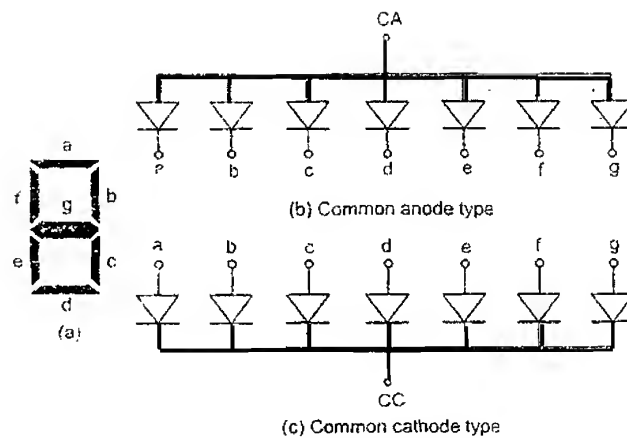 CA
a b c d e f g
(b) Common anode type
a
f g b
e c
d
(a)
a b c d e f g
CC
(c) Common cathode type